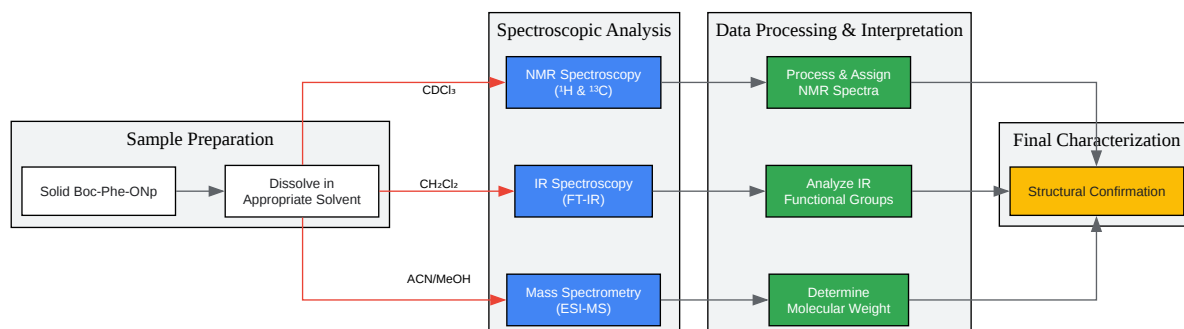 Spectroscopic Analysis
Data Processing & Interpretation
NMR Spectroscopy
(¹H & ¹³C)
Process & Assign
NMR Spectra
CDCl₃
Sample Preparation
Final Characterization
Solid Boc-Phe-ONp
Dissolve in
Appropriate Solvent
CH₂Cl₂
IR Spectroscopy
(FT-IR)
Analyze IR
Functional Groups
Structural Confirmation
ACN/MeOH
Mass Spectrometry
(ESI-MS)
Determine
Molecular Weight